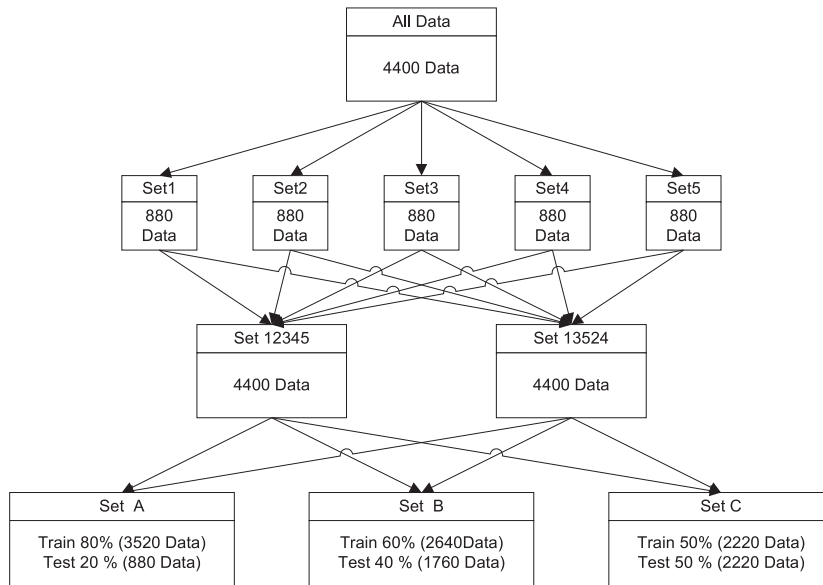 All Data
4400 Data
Set1
880
Data
Set2
880
Data
Set3
880
Data
Set4
880
Data
Set5
880
Data
Set 12345
4400 Data
Set 13524
4400 Data
Set A
Train 80% (3520 Data)
Test 20 % (880 Data)
Set B
Train 60% (2640Data)
Test 40 % (1760 Data)
Set C
Train 50% (2220 Data)
Test 50 % (2220 Data)